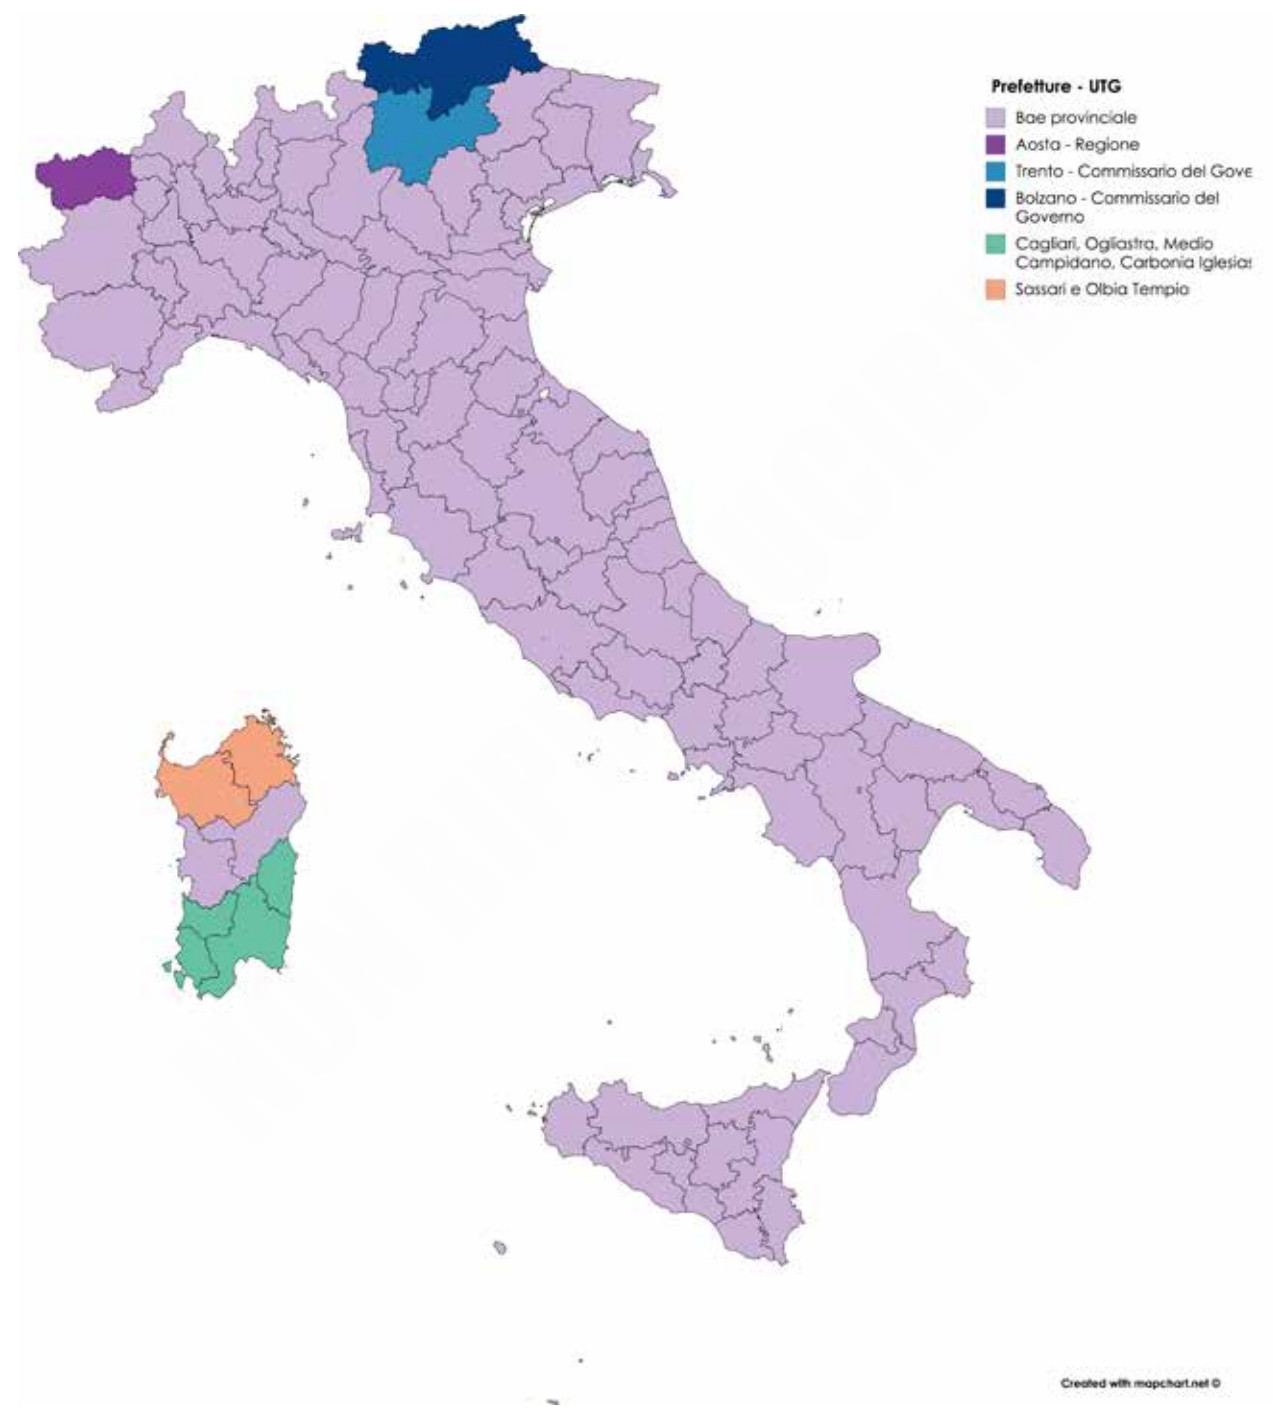 Prefetture - UTG
Bae provinciale
Aosta - Regione
Trento - Commissario del Gove
Bolzano - Commissario del
Governo
Cagliari, Ogliastra, Medio
Campidano, Carbonia Iglesias
Sassari e Olbia Tempio
Created with mapchart.net ©